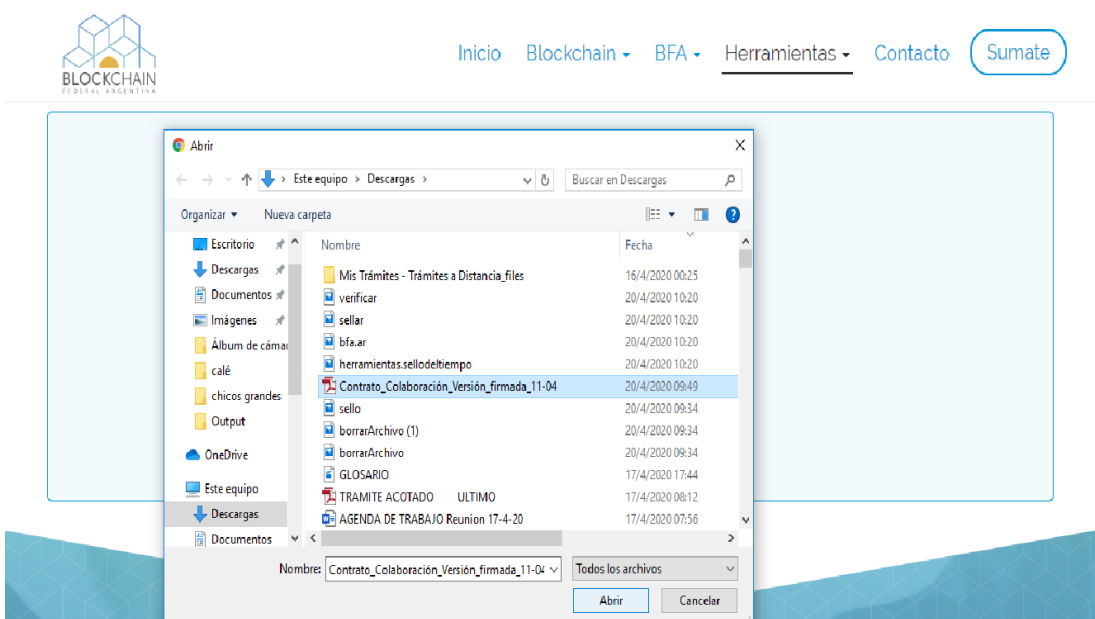 Inicio Blockchain BFA Herramientas Contacto Sumate
BLOCKCHAIN
FEDERAL ARGENTINA
Abrir
Este equipo > Descargas >
Buscar en Descargas
Organizar
Nueva carpeta
Escritorio
Descargas
Documentos
Imágenes
Álbum de cámar
calé
chicos grandes
Output
OneDrive
Este equipo
Descargas
Documentos
Nombre Fecha
Mis Trámites - Trámites a Distancia_files 16/4/2020 00:25
verificar 20/4/2020 10:20
sellar 20/4/2020 10:20
bfa.ar 20/4/2020 10:20
herramientas.sellodeltiempo 20/4/2020 10:20
Contrato_Colaboración_Versión_firmada_11-04 20/4/2020 09:49
sello 20/4/2020 09:34
borrarArchivo (1) 20/4/2020 09:34
borrarArchivo 20/4/2020 09:34
GLOSARIO 17/4/2020 17:44
TRAMITE ACOTADO ULTIMO 17/4/2020 08:12
AGENDA DE TRABAJO Reunion 17-4-20 17/4/2020 07:56
Nombre: Contrato_Colaboración_Versión_firmada_11-04
Todos los archivos
Abrir Cancelar